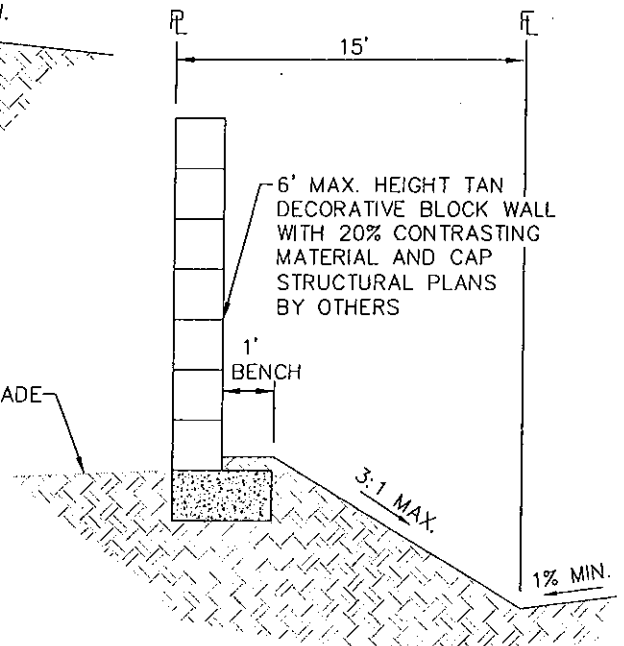 PL
FL
15'
6' MAX. HEIGHT TAN
DECORATIVE BLOCK WALL
WITH 20% CONTRASTING
MATERIAL AND CAP
STRUCTURAL PLANS
BY OTHERS
1'
BENCH
ADE
3:1 MAX.
1% MIN.